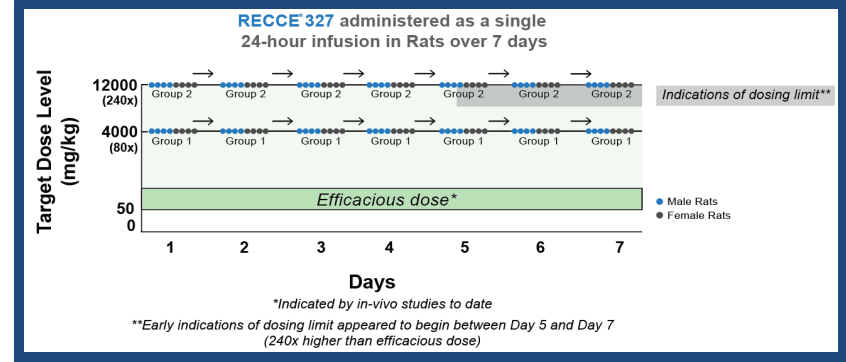 RECCE® 327 administered as a single
24-hour infusion in Rats over 7 days
Target Dose Level
(mg/kg)
12000
(240x)
Group 2 Group 2 Group 2 Group 2 Group 2 Group 2 Group 2
Indications of dosing limit**
4000
(80x)
Group 1 Group 1 Group 1 Group 1 Group 1 Group 1 Group 1
Efficacious dose*
50
0
Male Rats
Female Rats
1 2 3 4 5 6 7
Days
*Indicated by in-vivo studies to date
**Early indications of dosing limit appeared to begin between Day 5 and Day 7
(240x higher than efficacious dose)